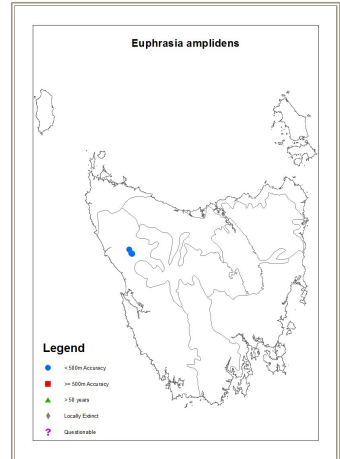 Euphrasia amplidens
Legend
< 500m Accuracy
>= 500m Accuracy
> 50 years
Locally Extinct
? Questionable